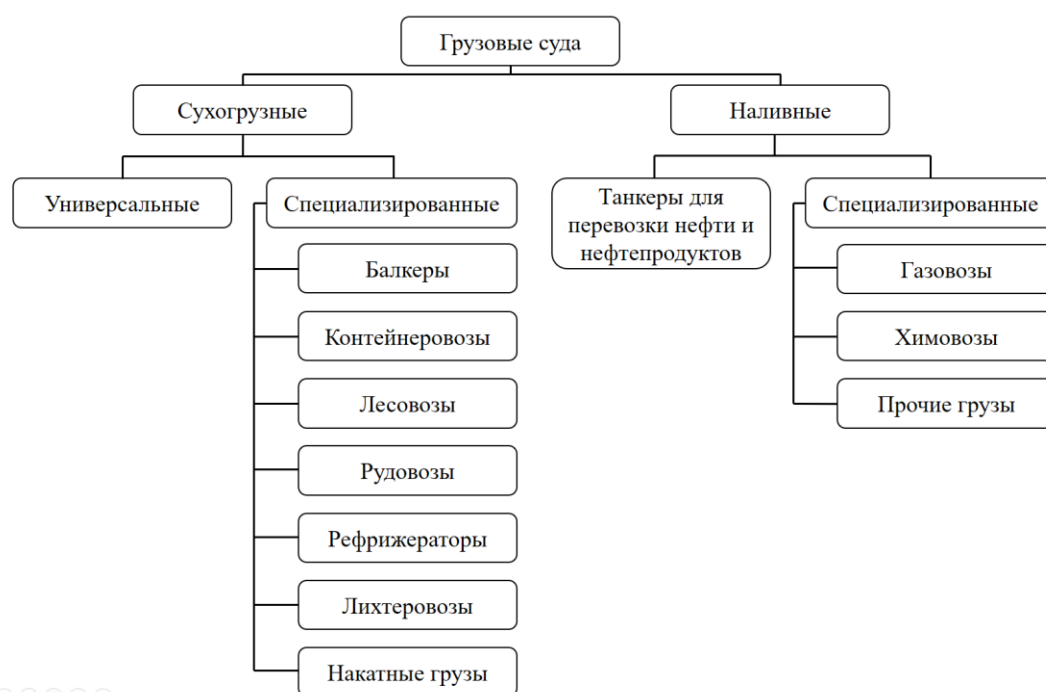 Грузовые суда
Сухогрузные
Наливные
Универсальные
Специализированные
Танкеры для
перевозки нефти и
нефтепродуктов
Специализированные
Балкеры
Газовозы
Контейнеровозы
Химовозы
Лесовозы
Прочие грузы
Рудовозы
Рефрижераторы
Лихтеровозы
Накатные грузы